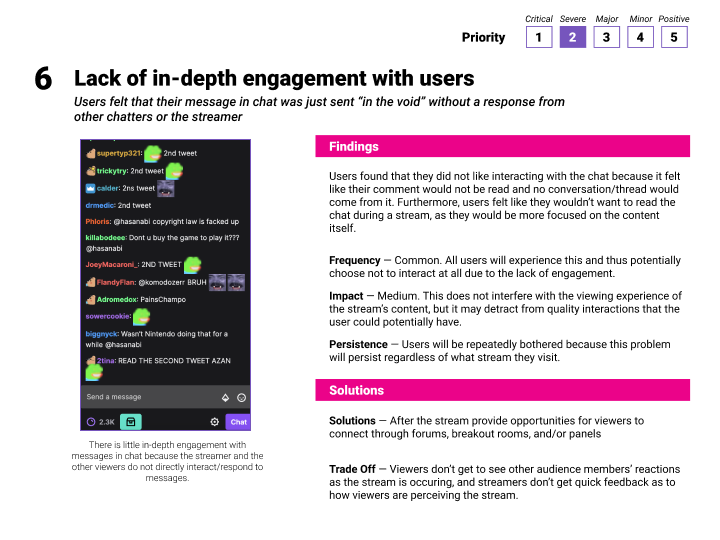 Critical Severe Major Minor Positive
Priority 1 2 3 4 5
6 Lack of in-depth engagement with users
Users felt that their message in chat was just sent “in the void” without a response from
other chatters or the streamer
supertyp321: 2nd tweet
trickytry: 2nd tweet
calder: 2ns tweet
drmedic: 2nd tweet
Phloris: @hasanabi copyright law is facked up
killabodeee: Dont u buy the game to play it???
@hasanabi
JoeyMacaroni_: 2ND TWEET
FlandyFlan: @komodozerr BRUH
Adromedox: PainsChampo
sowercookie:
biggnyck: Wasn't Nintendo doing that for a
while @hasanabi
2tina: READ THE SECOND TWEET AZAN
Send a message
2.3K Chat
There is little in-depth engagement with
messages in chat because the streamer and the
other viewers do not directly interact/respond to
messages.
Findings
Users found that they did not like interacting with the chat because it felt
like their comment would not be read and no conversation/thread would
come from it. Furthermore, users felt like they wouldn’t want to read the
chat during a stream, as they would be more focused on the content
itself.
Frequency — Common. All users will experience this and thus potentially
choose not to interact at all due to the lack of engagement.
Impact — Medium. This does not interfere with the viewing experience of
the stream’s content, but it may detract from quality interactions that the
user could potentially have.
Persistence — Users will be repeatedly bothered because this problem
will persist regardless of what stream they visit.
Solutions
Solutions — After the stream provide opportunities for viewers to
connect through forums, breakout rooms, and/or panels
Trade Off — Viewers don’t get to see other audience members’ reactions
as the stream is occuring, and streamers don’t get quick feedback as to
how viewers are perceiving the stream.